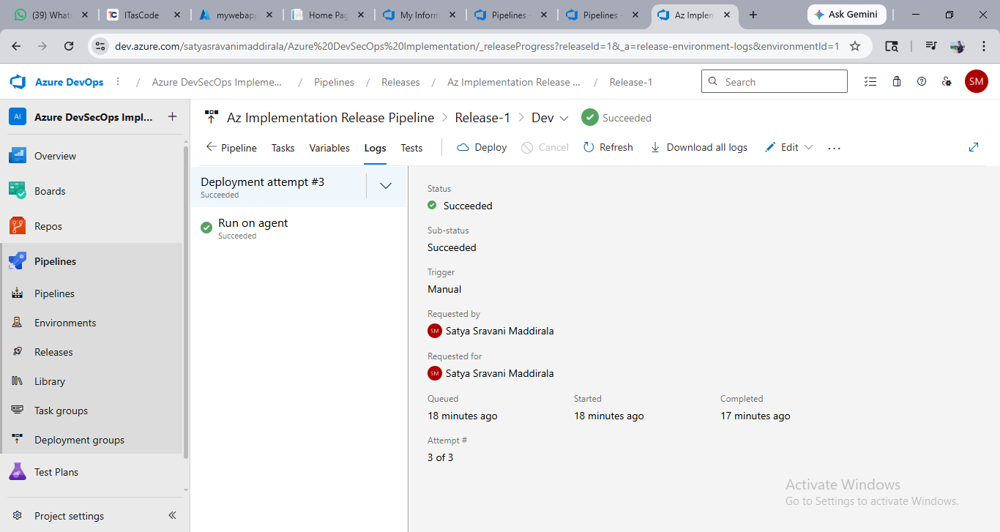 (39) Whats
ITasCode
mywebapp
Home Pag
My Inform
Pipelines -
Pipelines -
Az Implem
Ask Gemini
dev.azure.com/satyasravanimaddirala/Azure%20DevSecOps%20Implementation/_releaseProgress?releaseId=1&_a=release-environment-logs&environmentId=1
Azure DevOps / Azure DevSecOps Impleme... / Pipelines / Releases / Az Implementation Release ... / Release-1
Search
SM
AI Azure DevSecOps Impl... +
Overview
Boards
Repos
Pipelines
Pipelines
Environments
Releases
Library
Task groups
Deployment groups
Test Plans
Project settings
Az Implementation Release Pipeline > Release-1 > Dev Succeeded
Pipeline Tasks Variables Logs Tests Deploy Cancel Refresh Download all logs Edit ...
Deployment attempt #3
Succeeded
Run on agent
Succeeded
Status
Succeeded
Sub-status
Succeeded
Trigger
Manual
Requested by
SM Satya Sravani Maddirala
Requested for
SM Satya Sravani Maddirala
Queued Started Completed
18 minutes ago 18 minutes ago 17 minutes ago
Attempt #
3 of 3
Activate Windows
Go to Settings to activate Windows.